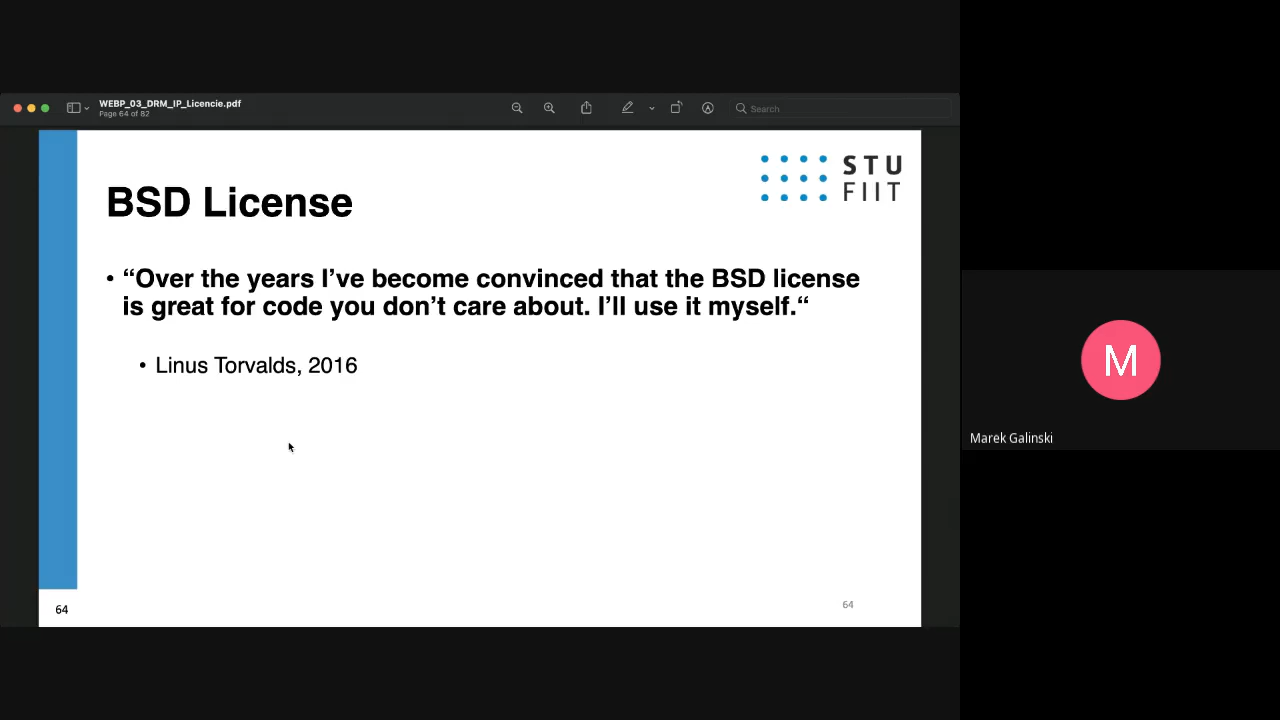 WEBP_03_DRM_IP_Licencie.pdf
Page 64 of 82
Search
STU
FIIT
BSD License
• “Over the years I’ve become convinced that the BSD license
is great for code you don’t care about. I’ll use it myself.“
• Linus Torvalds, 2016
64
64
M
Marek Galinski